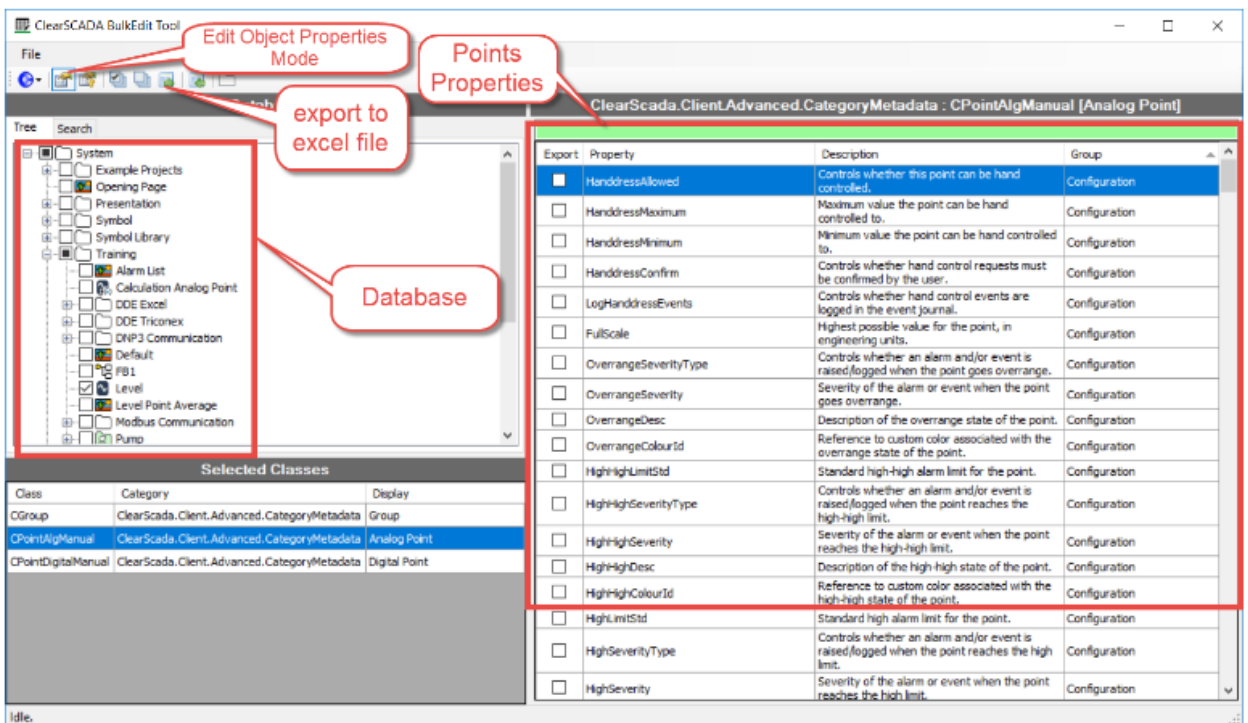 ClearSCADA BulkEdit Tool
File
Edit Object Properties
Mode
export to
excel file
Points
Properties
Database
Tree Search
System
Example Projects
Opening Page
Presentation
Symbol
Symbol Library
Training
Alarm List
Calculation Analog Point
DDE Excel
DDE Triconex
DNP3 Communication
Default
FB1
Level
Level Point Average
Modbus Communication
Pump
Selected Classes
Class Category Display
CGroup ClearScada.Client.Advanced.CategoryMetadata Group
CPointAlgManual ClearScada.Client.Advanced.CategoryMetadata Analog Point
CPointDigitalManual ClearScada.Client.Advanced.CategoryMetadata Digital Point
ClearScada.Client.Advanced.CategoryMetadata : CPointAlgManual [Analog Point]
Export Property Description Group
HanddressAllowed Controls whether this point can be hand Configuration
controlled.
HanddressMaximum Maximum value the point can be hand Configuration
controlled to.
HanddressMinimum Minimum value the point can be hand controlled Configuration
to.
HanddressConfirm Controls whether hand control requests must Configuration
be confirmed by the user.
LogHanddressEvents Controls whether hand control events are Configuration
logged in the event journal.
FullScale Highest possible value for the point, in Configuration
engineering units.
OverrangeSeverityType Controls whether an alarm and/or event is Configuration
raised/logged when the point goes overrange.
OverrangeSeverity Severity of the alarm or event when the point Configuration
goes overrange.
OverrangeDesc Description of the overrange state of the point. Configuration
OverrangeColourId Reference to custom color associated with the Configuration
overrange state of the point.
HighHighLimitStd Standard high-high alarm limit for the point. Configuration
HighHighSeverityType Controls whether an alarm and/or event is Configuration
raised/logged when the point reaches the
high-high limit.
HighHighSeverity Severity of the alarm or event when the point Configuration
reaches the high-high limit.
HighHighDesc Description of the high-high state of the point. Configuration
HighHighColourId Reference to custom color associated with the Configuration
high-high state of the point.
HighLimitStd Standard high alarm limit for the point. Configuration
HighSeverityType Controls whether an alarm and/or event is Configuration
raised/logged when the point reaches the high
limit.
HighSeverity Severity of the alarm or event when the point Configuration
reaches the high limit.
Idle.